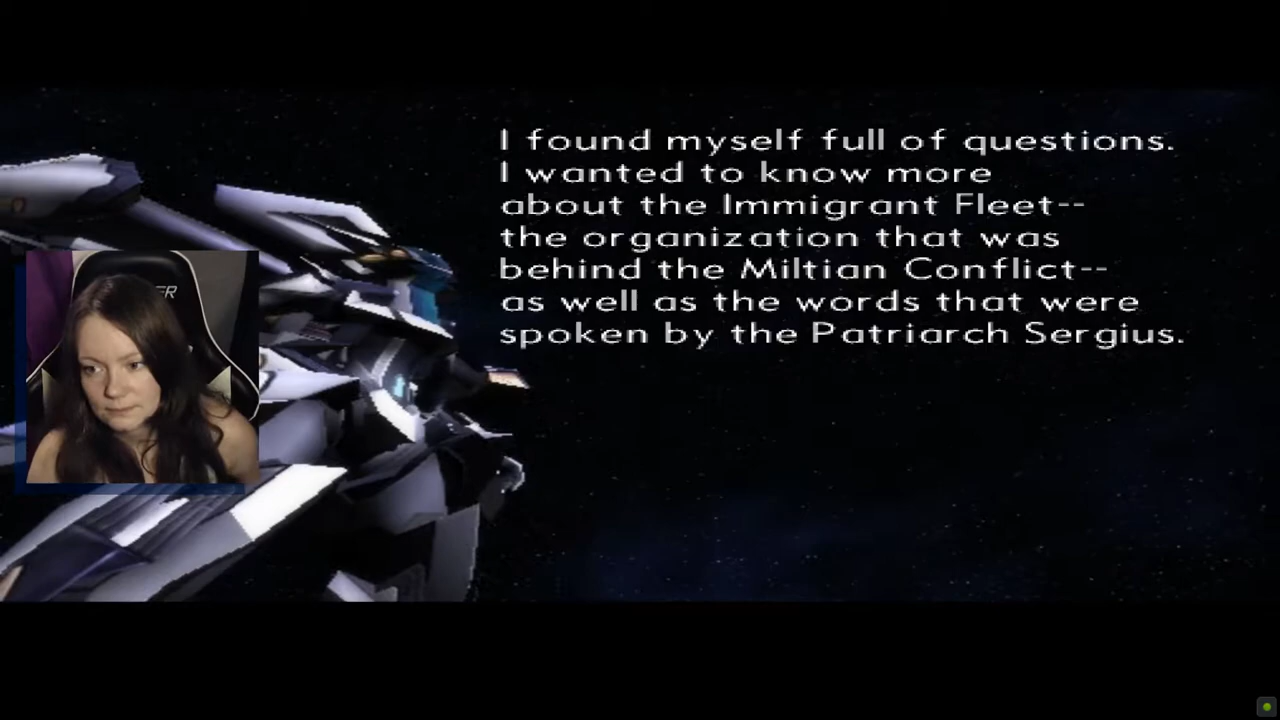 I found myself full of questions.
I wanted to know more
about the Immigrant Fleet--
the organization that was
behind the Miltian Conflict--
as well as the words that were
spoken by the Patriarch Sergius.